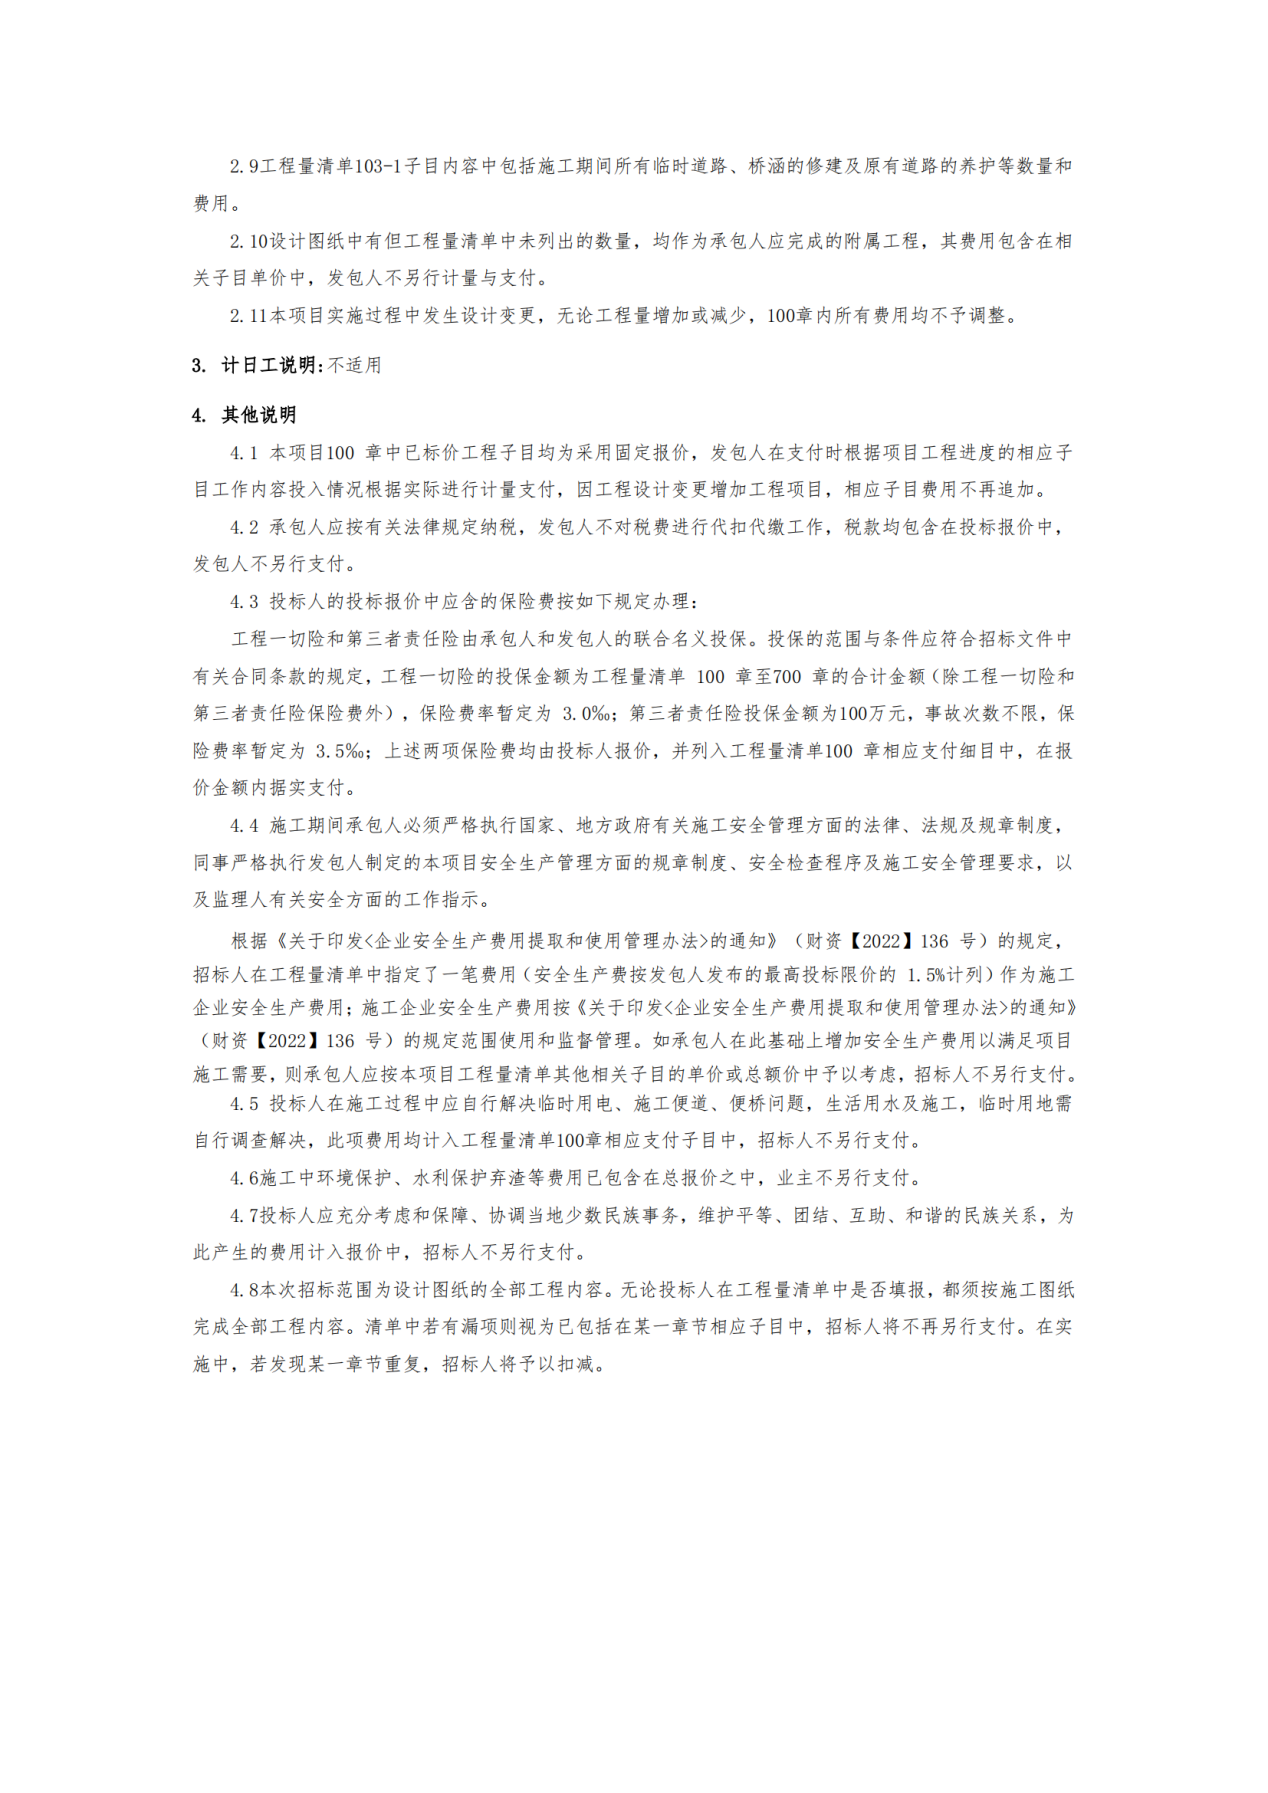 2.9工程量清单103-1子目内容中包括施工期间所有临时道路、桥涵的修建及原有道路的养护等数量和
费用。
2.10设计图纸中有但工程量清单中未列出的数量，均作为承包人应完成的附属工程，其费用包含在相
关子目单价中，发包人不另行计量与支付。
2.11本项目实施过程中发生设计变更，无论工程量增加或减少，100章内所有费用均不予调整。
3. 计日工说明:不适用
4. 其他说明
4.1 本项目100 章中已标价工程子目均为采用固定报价，发包人在支付时根据项目工程进度的相应子
目工作内容投入情况根据实际进行计量支付，因工程设计变更增加工程项目，相应子目费用不再追加。
4.2 承包人应按有关法律规定纳税，发包人不对税费进行代扣代缴工作，税款均包含在投标报价中，
发包人不另行支付。
4.3 投标人的投标报价中应含的保险费按如下规定办理：
工程一切险和第三者责任险由承包人和发包人的联合名义投保。投保的范围与条件应符合招标文件中
有关合同条款的规定，工程一切险的投保金额为工程量清单 100 章至700 章的合计金额（除工程一切险和
第三者责任险保险费外），保险费率暂定为 3.0‰；第三者责任险投保金额为100万元，事故次数不限，保
险费率暂定为 3.5‰；上述两项保险费均由投标人报价，并列入工程量清单100 章相应支付细目中，在报
价金额内据实支付。
4.4 施工期间承包人必须严格执行国家、地方政府有关施工安全管理方面的法律、法规及规章制度，
同事严格执行发包人制定的本项目安全生产管理方面的规章制度、安全检查程序及施工安全管理要求，以
及监理人有关安全方面的工作指示。
根据《关于印发<企业安全生产费用提取和使用管理办法>的通知》（财资【2022】136 号）的规定，
招标人在工程量清单中指定了一笔费用（安全生产费按发包人发布的最高投标限价的 1.5%计列）作为施工
企业安全生产费用；施工企业安全生产费用按《关于印发<企业安全生产费用提取和使用管理办法>的通知》
（财资【2022】136 号）的规定范围使用和监督管理。如承包人在此基础上增加安全生产费用以满足项目
施工需要，则承包人应按本项目工程量清单其他相关子目的单价或总额价中予以考虑，招标人不另行支付。
4.5 投标人在施工过程中应自行解决临时用电、施工便道、便桥问题，生活用水及施工，临时用地需
自行调查解决，此项费用均计入工程量清单100章相应支付子目中，招标人不另行支付。
4.6施工中环境保护、水利保护弃渣等费用已包含在总报价之中，业主不另行支付。
4.7投标人应充分考虑和保障、协调当地少数民族事务，维护平等、团结、互助、和谐的民族关系，为
此产生的费用计入报价中，招标人不另行支付。
4.8本次招标范围为设计图纸的全部工程内容。无论投标人在工程量清单中是否填报，都须按施工图纸
完成全部工程内容。清单中若有漏项则视为已包括在某一章节相应子目中，招标人将不再另行支付。在实
施中，若发现某一章节重复，招标人将予以扣减。